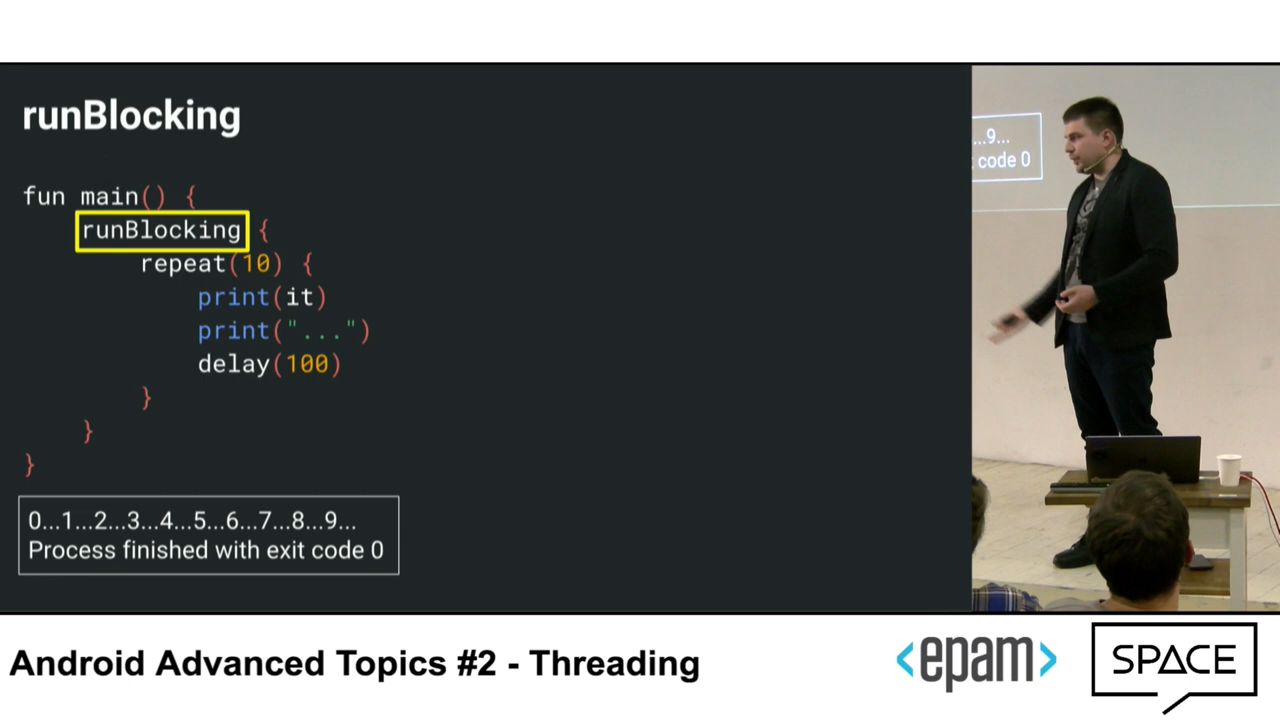 runBlocking
fun main() {
    runBlocking {
        repeat(10) {
            print(it)
            print("...")
            delay(100)
        }
    }
}
0...1...2...3...4...5...6...7...8...9...
Process finished with exit code 0
...9...
code 0
Android Advanced Topics #2 - Threading
<epam>
SPACE